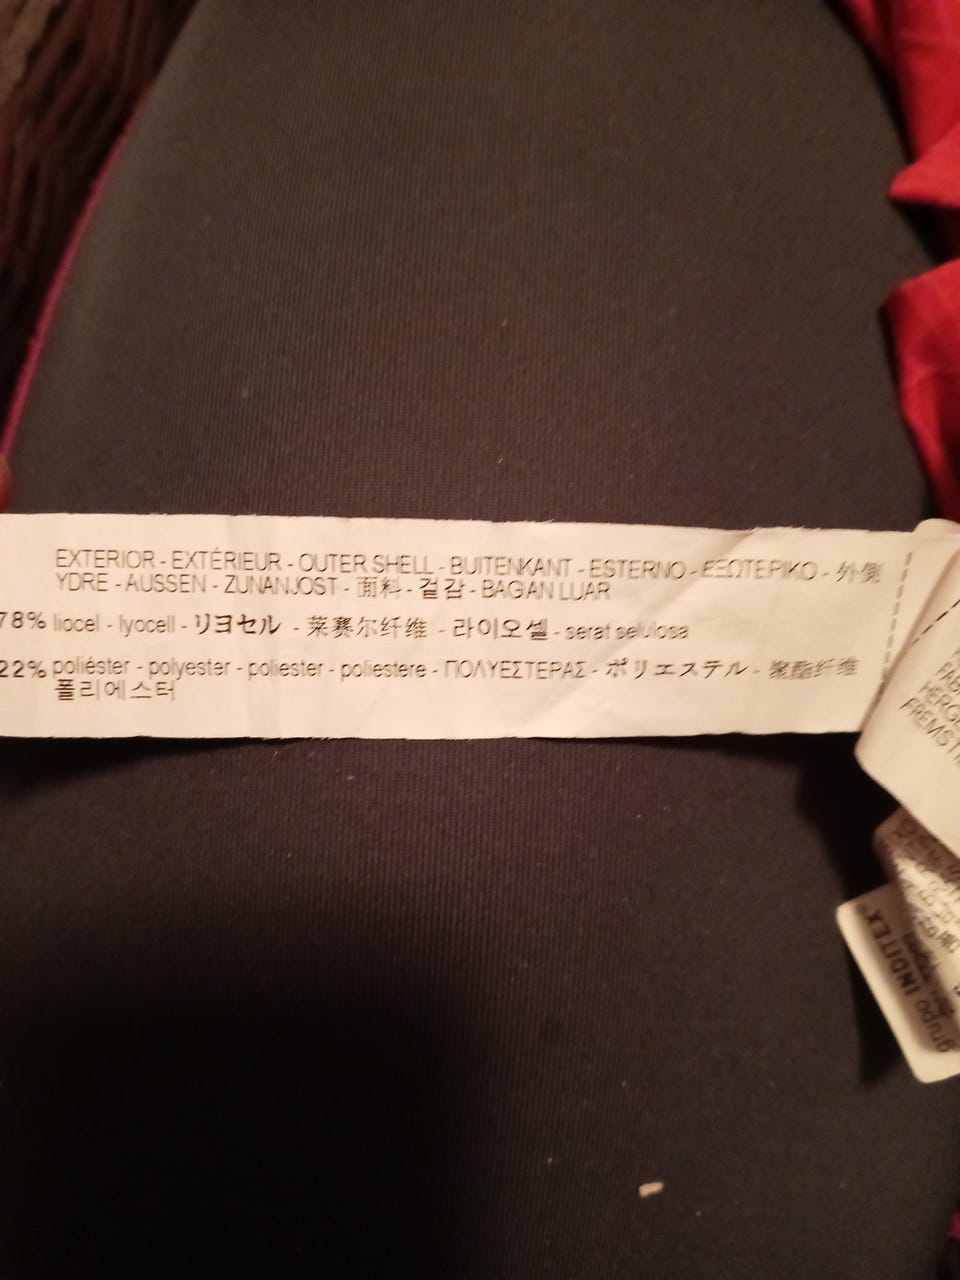 EXTERIOR - EXTÉRIEUR - OUTER SHELL - BUITENKANT - ESTERNO - ΕΞΩΤΕΡΙΚΟ - 外側
YDRE - AUSSEN - ZUNANJOST - 面料 - 겉감 - BAGIAN LUAR
78% liocel - lyocell - リヨセル - 莱赛尔纤维 - 라이오셀 - serat selulosa
22% poliéster - polyester - poliester - poliestere - ΠΟΛΥΕΣΤΕΡΑΣ - ポリエステル - 聚酯纤维
폴리에스터
grupo INDITEX